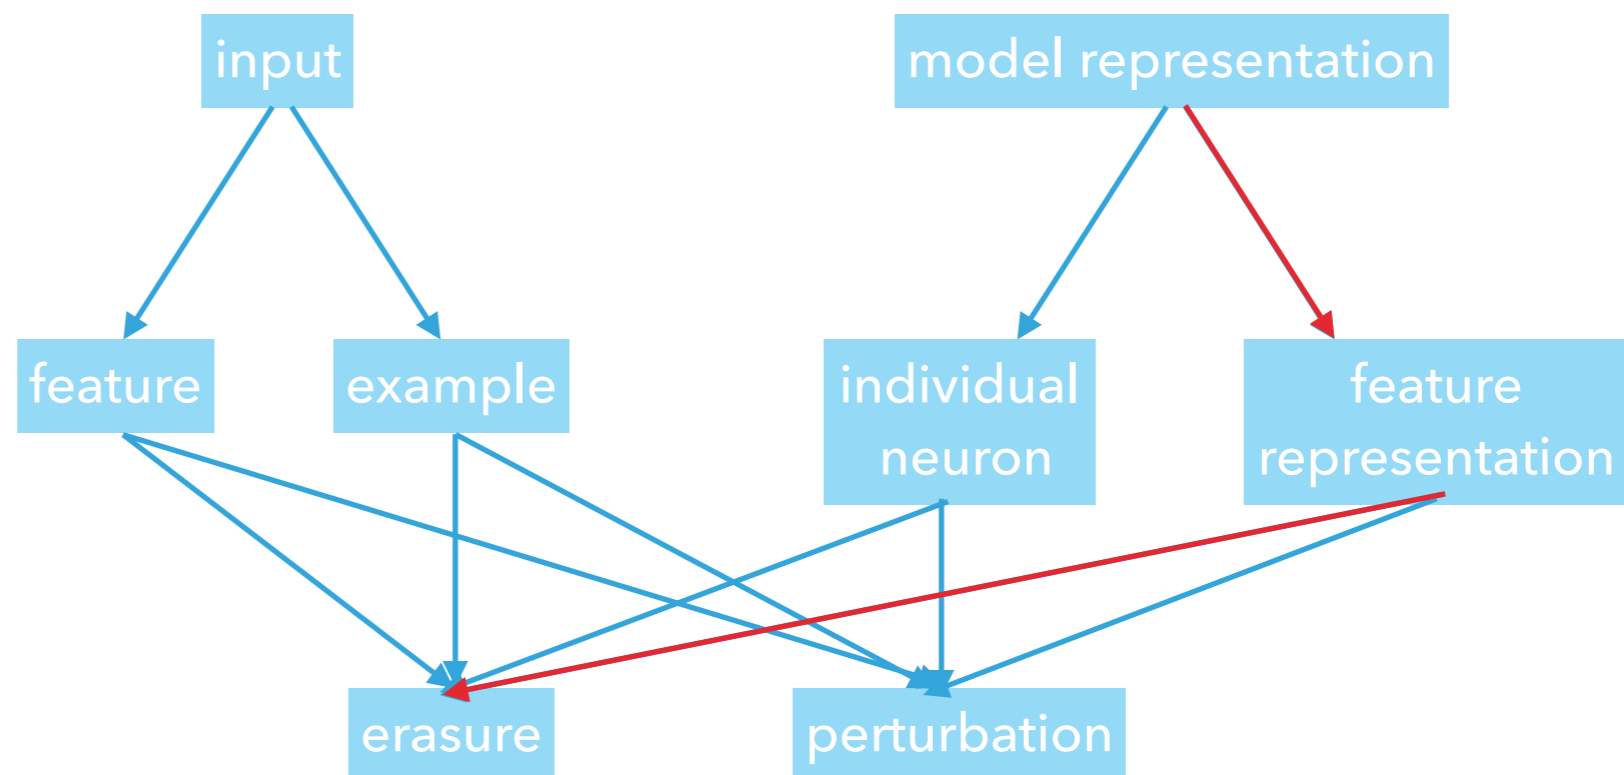 input
model representation
feature
example
individual
neuron
feature
representation
erasure
perturbation